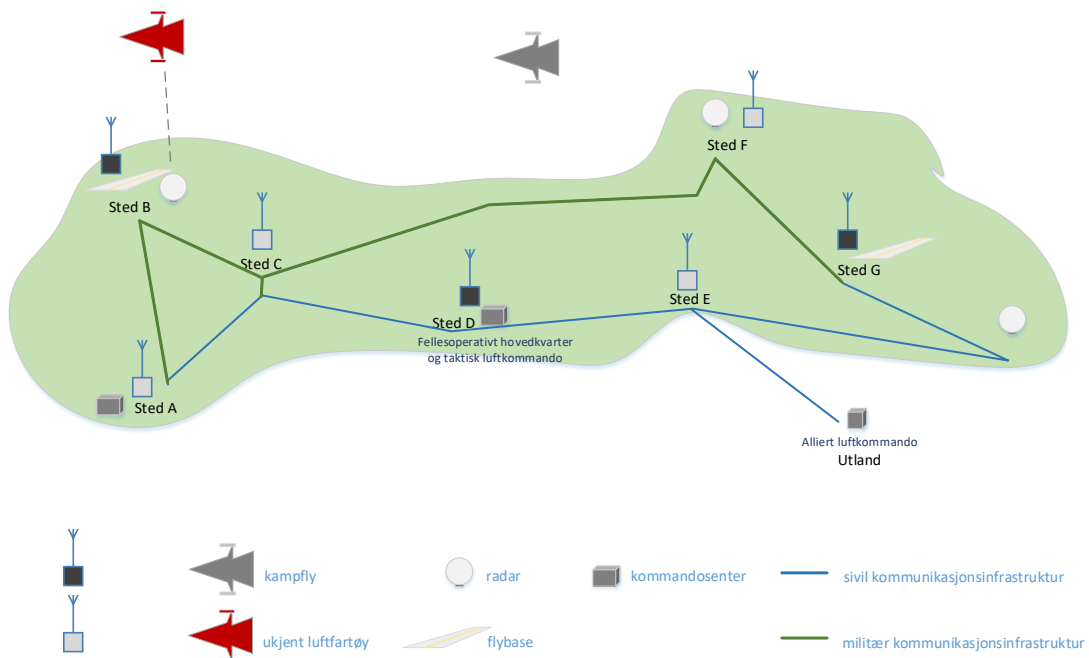 Sted F
Sted B
Sted C
Sted G
Sted E
Sted D
Fellesoperativt hovedkvarter
og taktisk luftkommando
Sted A
Alliert luftkommando
Utland
kampfly
radar
kommandosenter
sivil kommunikasjonsinfrastruktur
ukjent luftfartøy
flybase
militær kommunikasjonsinfrastruktur